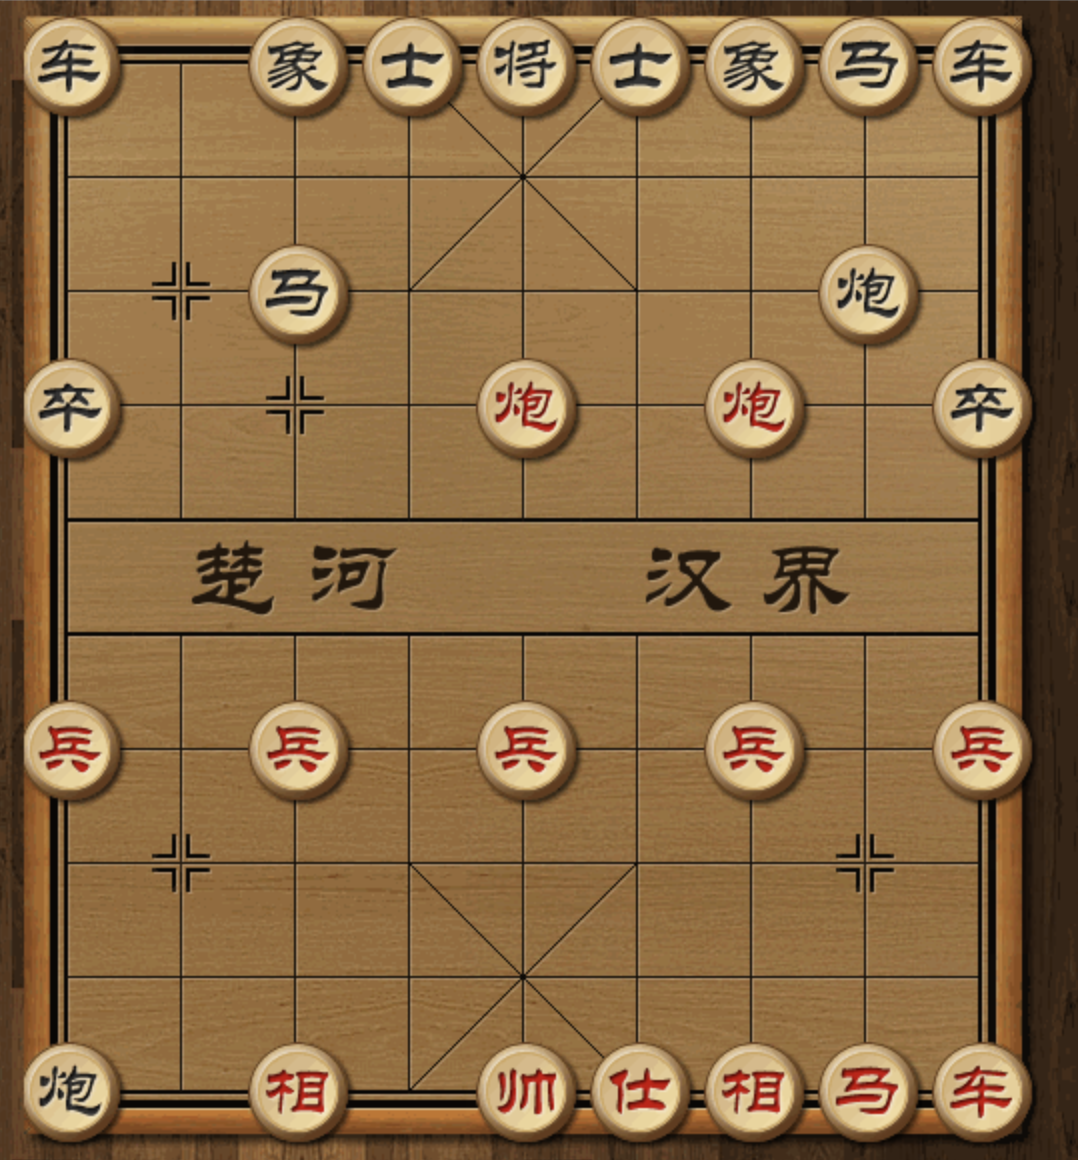 车 象 士 将 士 象 马 车
马 炮
卒 炮 炮 卒
楚河 汉界
兵 兵 兵 兵 兵
炮 相 帅 仕 相 马 车